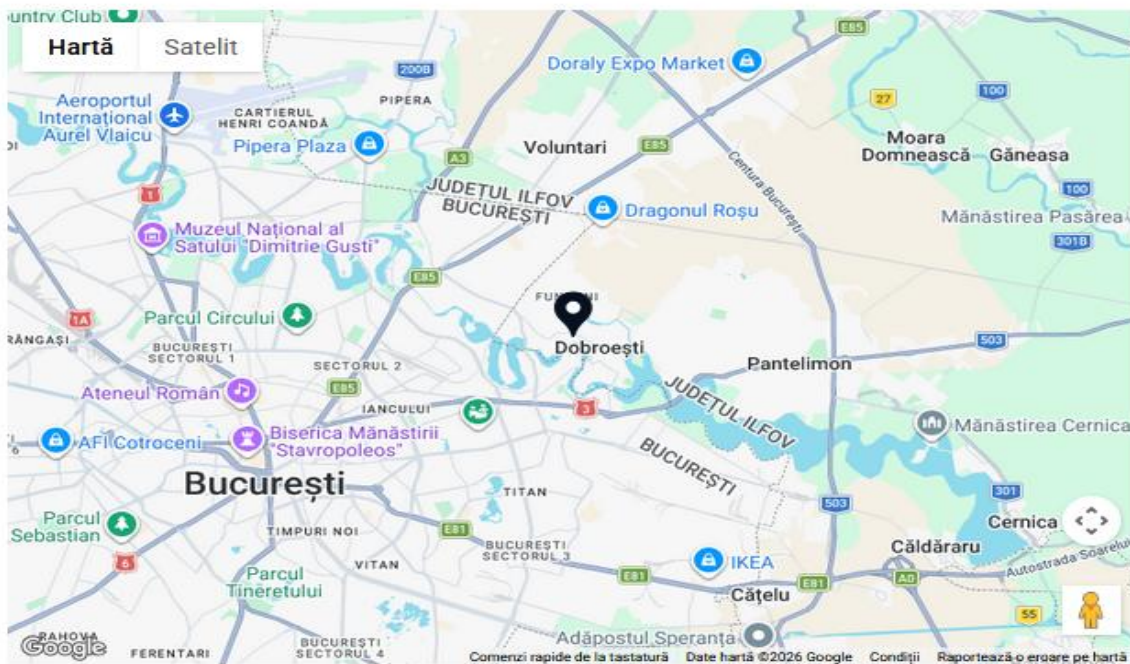 ountry Club
Hartă
Satelit
E85
200B
Doraly Expo Market
100
27
PIPERA
Aeroportul
Internațional
Aurel Vlaicu
CARTIERUL
HENRI COANDĂ
Pipera Plaza
A3
Voluntari
E85
Moara
Domnească
Găneasa
Centura București
100
1
JUDEȚUL ILFOV
BUCUREȘTI
Dragonul Roșu
Mănăstirea Pasărea
301B
Muzeul Național al
Satului "Dimitrie Gusti"
E85
Parcul Circului
1A
RÂNGAȘI
BUCUREȘTI
SECTORUL 1
SECTORUL 2
Dobroești
503
Pantelimon
Ateneul Român
E85
IANCULUI
3
JUDEȚUL ILFOV
BUCUREȘTI
Mănăstirea Cernica
AFI Cotroceni
Biserica Mănăstirii
"Stavropoleos"
București
TITAN
503
301
Cernica
Parcul
Sebastian
TIMPURI NOI
E81
BUCUREȘTI
SECTORUL 3
Căldăraru
Autostrada Soarelui
6
VITAN
IKEA
E81
E81
A0
Parcul
Tineretului
Cățelu
55
RAHOVA
Google
FERENTARI
BUCUREȘTI
SECTORUL 4
Adăpostul Speranța
Comenzi rapide de la tastatură
Date hartă ©2026 Google
Condiții
Raportează o eroare pe hartă